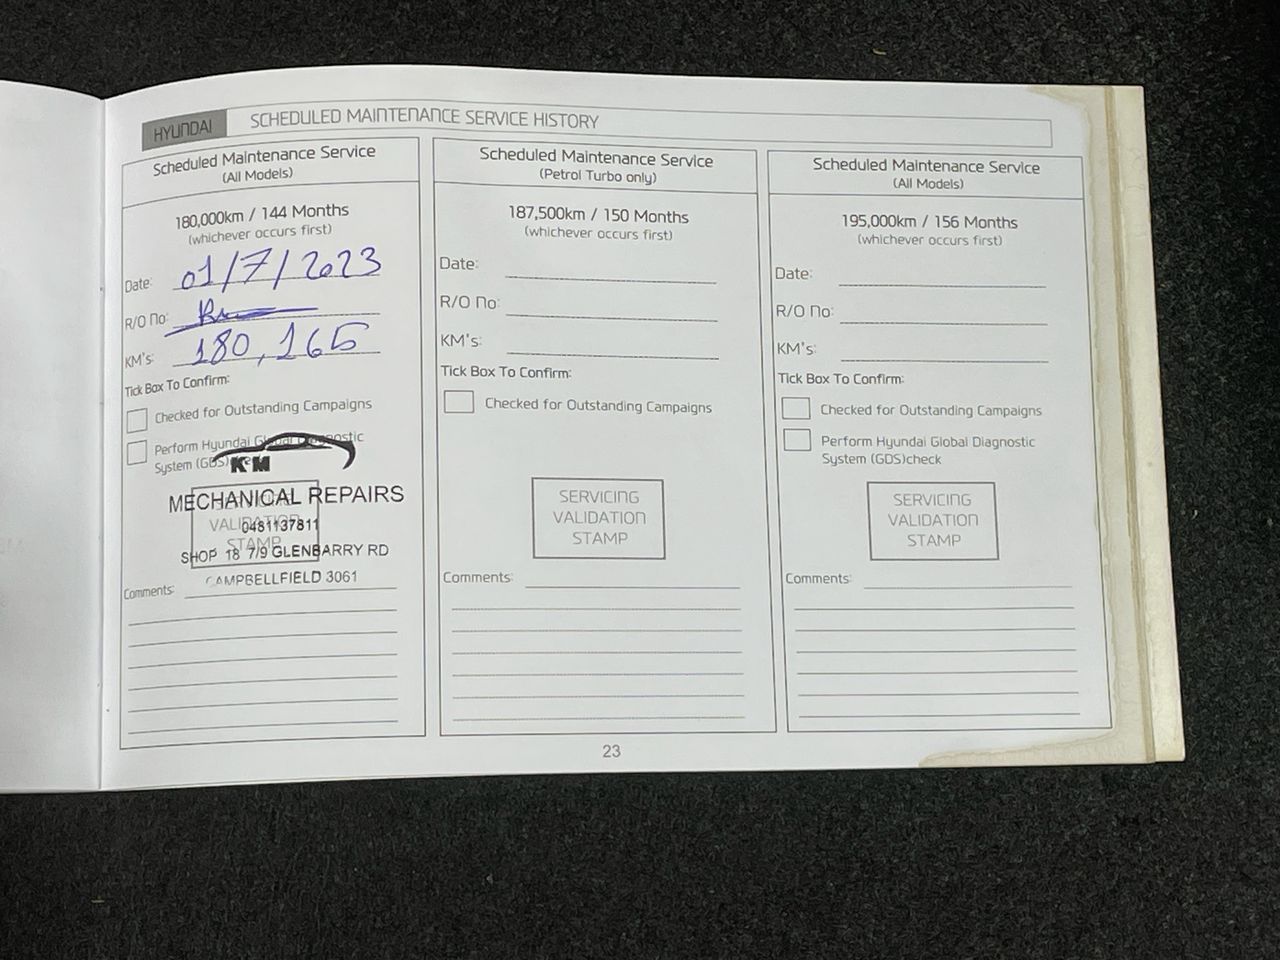 HYUNDAI SCHEDULED MAINTENANCE SERVICE HISTORY
Scheduled Maintenance Service
(All Models)
180,000km / 144 Months
(whichever occurs first)
Date: 01/7/2023
R/O No:
KM's: 180,165
Tick Box To Confirm:
Checked for Outstanding Campaigns
Perform Hyundai Global Diagnostic
System (GDS)
KM
MECHANICAL REPAIRS
VALIDATION
0481137811
STAMP
SHOP 18 7/9 GLENBARRY RD
CAMPBELLFIELD 3061
Comments:
Scheduled Maintenance Service
(Petrol Turbo only)
187,500km / 150 Months
(whichever occurs first)
Date:
R/O No:
KM's:
Tick Box To Confirm:
Checked for Outstanding Campaigns
SERVICING
VALIDATION
STAMP
Comments:
Scheduled Maintenance Service
(All Models)
195,000km / 156 Months
(whichever occurs first)
Date:
R/O No:
KM's:
Tick Box To Confirm:
Checked for Outstanding Campaigns
Perform Hyundai Global Diagnostic
System (GDS)check
SERVICING
VALIDATION
STAMP
Comments:
23